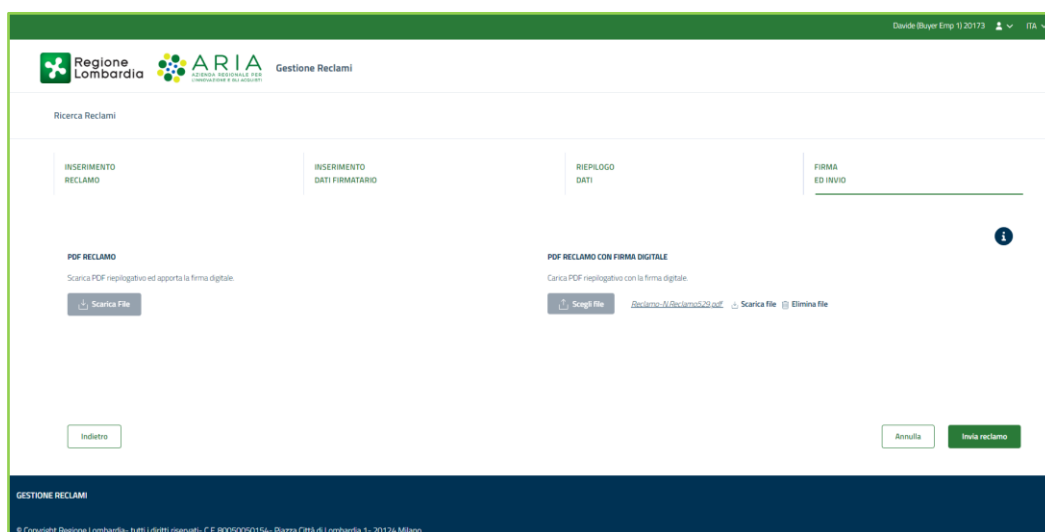 Davide (Buyer Emp 1) 20173 ITA
Regione
Lombardia
ARIA
AZIENDA REGIONALE PER
L'INNOVAZIONE E GLI ACQUISTI
Gestione Reclami
Ricerca Reclami
INSERIMENTO
RECLAMO
INSERIMENTO
DATI FIRMATARIO
RIEPILOGO
DATI
FIRMA
ED INVIO
PDF RECLAMO
Scarica PDF riepilogativo ed apporta la firma digitale.
Scarica File
PDF RECLAMO CON FIRMA DIGITALE
Carica PDF riepilogativo con la firma digitale.
Scegli file Reclamo-N.Reclamo529.pdf Scarica file Elimina file
Indietro
Annulla
Invia reclamo
GESTIONE RECLAMI
© Copyright Regione Lombardia- tutti i diritti riservati- C.F. 80050050154- Piazza Città di Lombardia 1- 20124 Milano